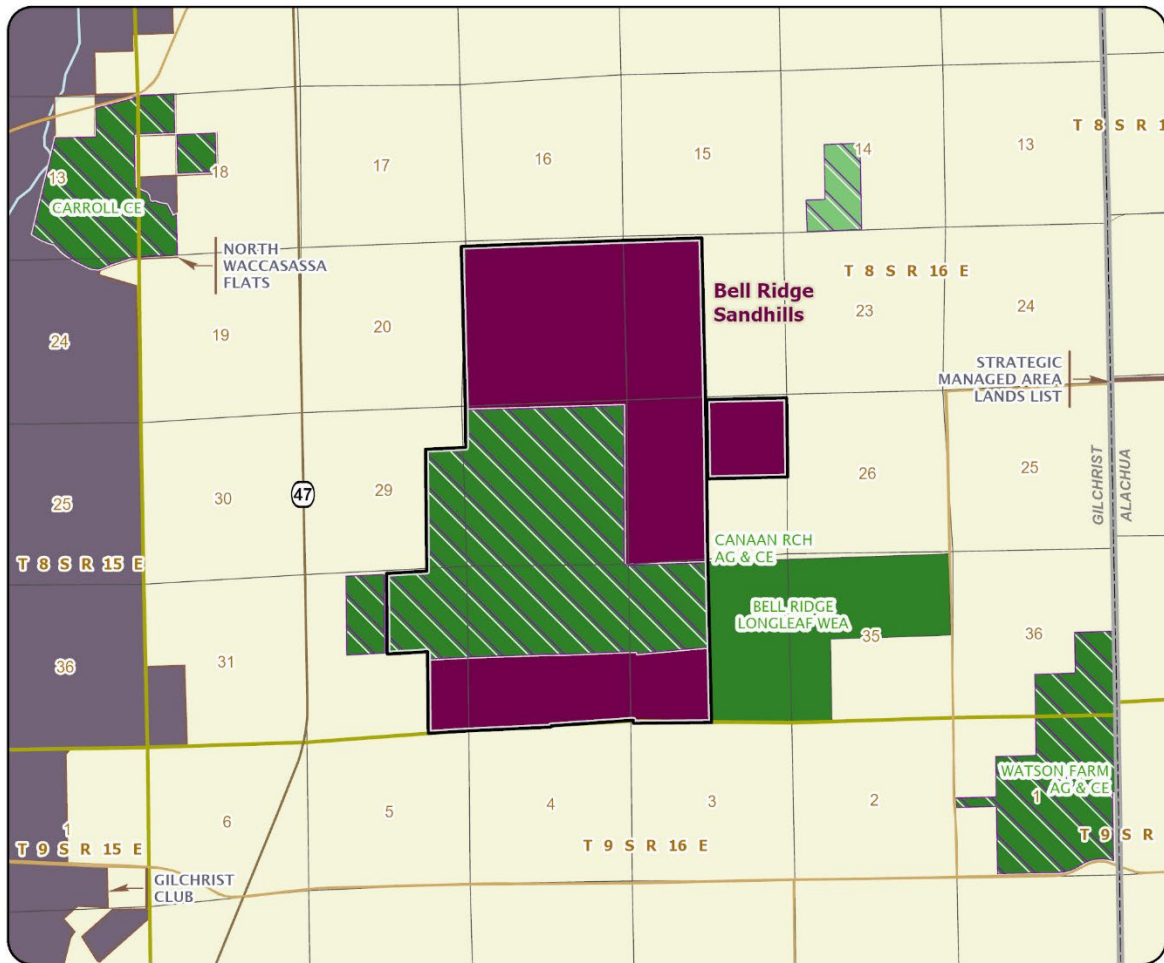 T 8 S R 1
13
14
15
16
17
18
13
CARROLL CE
NORTH
WACCASASSA
FLATS
T 8 S R 16 E
Bell Ridge
Sandhills
24
23
20
19
24
STRATEGIC
MANAGED AREA
LANDS LIST
GILCHRIST
ALACHUA
25
26
29
47
30
25
CANAAN RCH
AG & CE
T 8 S R 15 E
BELL RIDGE
LONGLEAF WEA
35
36
31
36
WATSON FARM
AG & CE
1
2
3
4
5
6
1
T 9 S R 15 E
T 9 S R 16 E
T 9 S R
GILCHRIST
CLUB